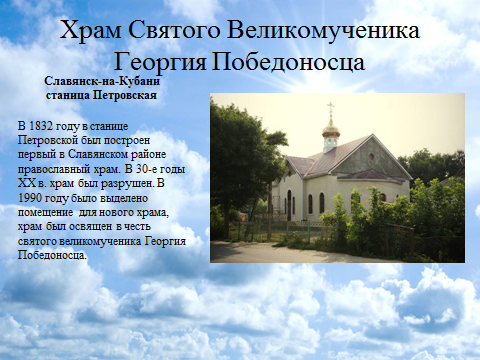 Храм Святого Великомученика
Георгия Победоносца
Славянск-на-Кубани
станица Петровская
В 1832 году в станице
Петровской был построен
первый в Славянском районе
православный храм. В 30-е годы
XX в. храм был разрушен. В
1990 году было выделено
помещение для нового храма,
храм был освящен в честь
святого великомученика Георгия
Победоносца.